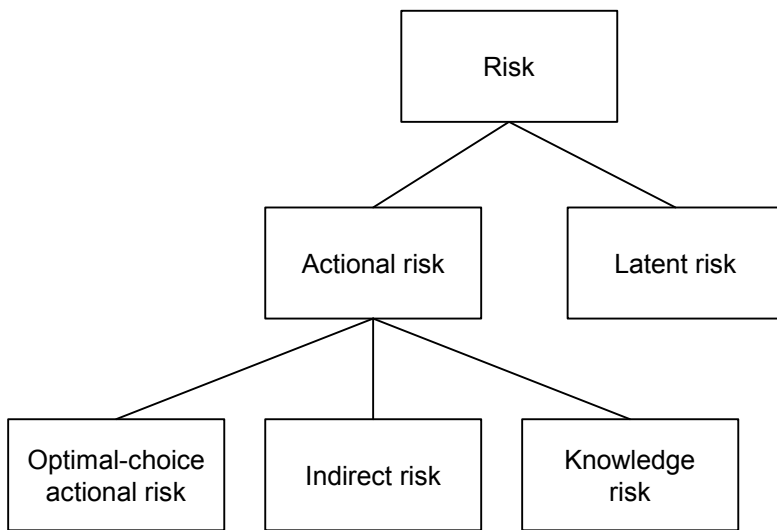 Risk
Actional risk
Latent risk
Optimal-choice
actional risk
Indirect risk
Knowledge
risk